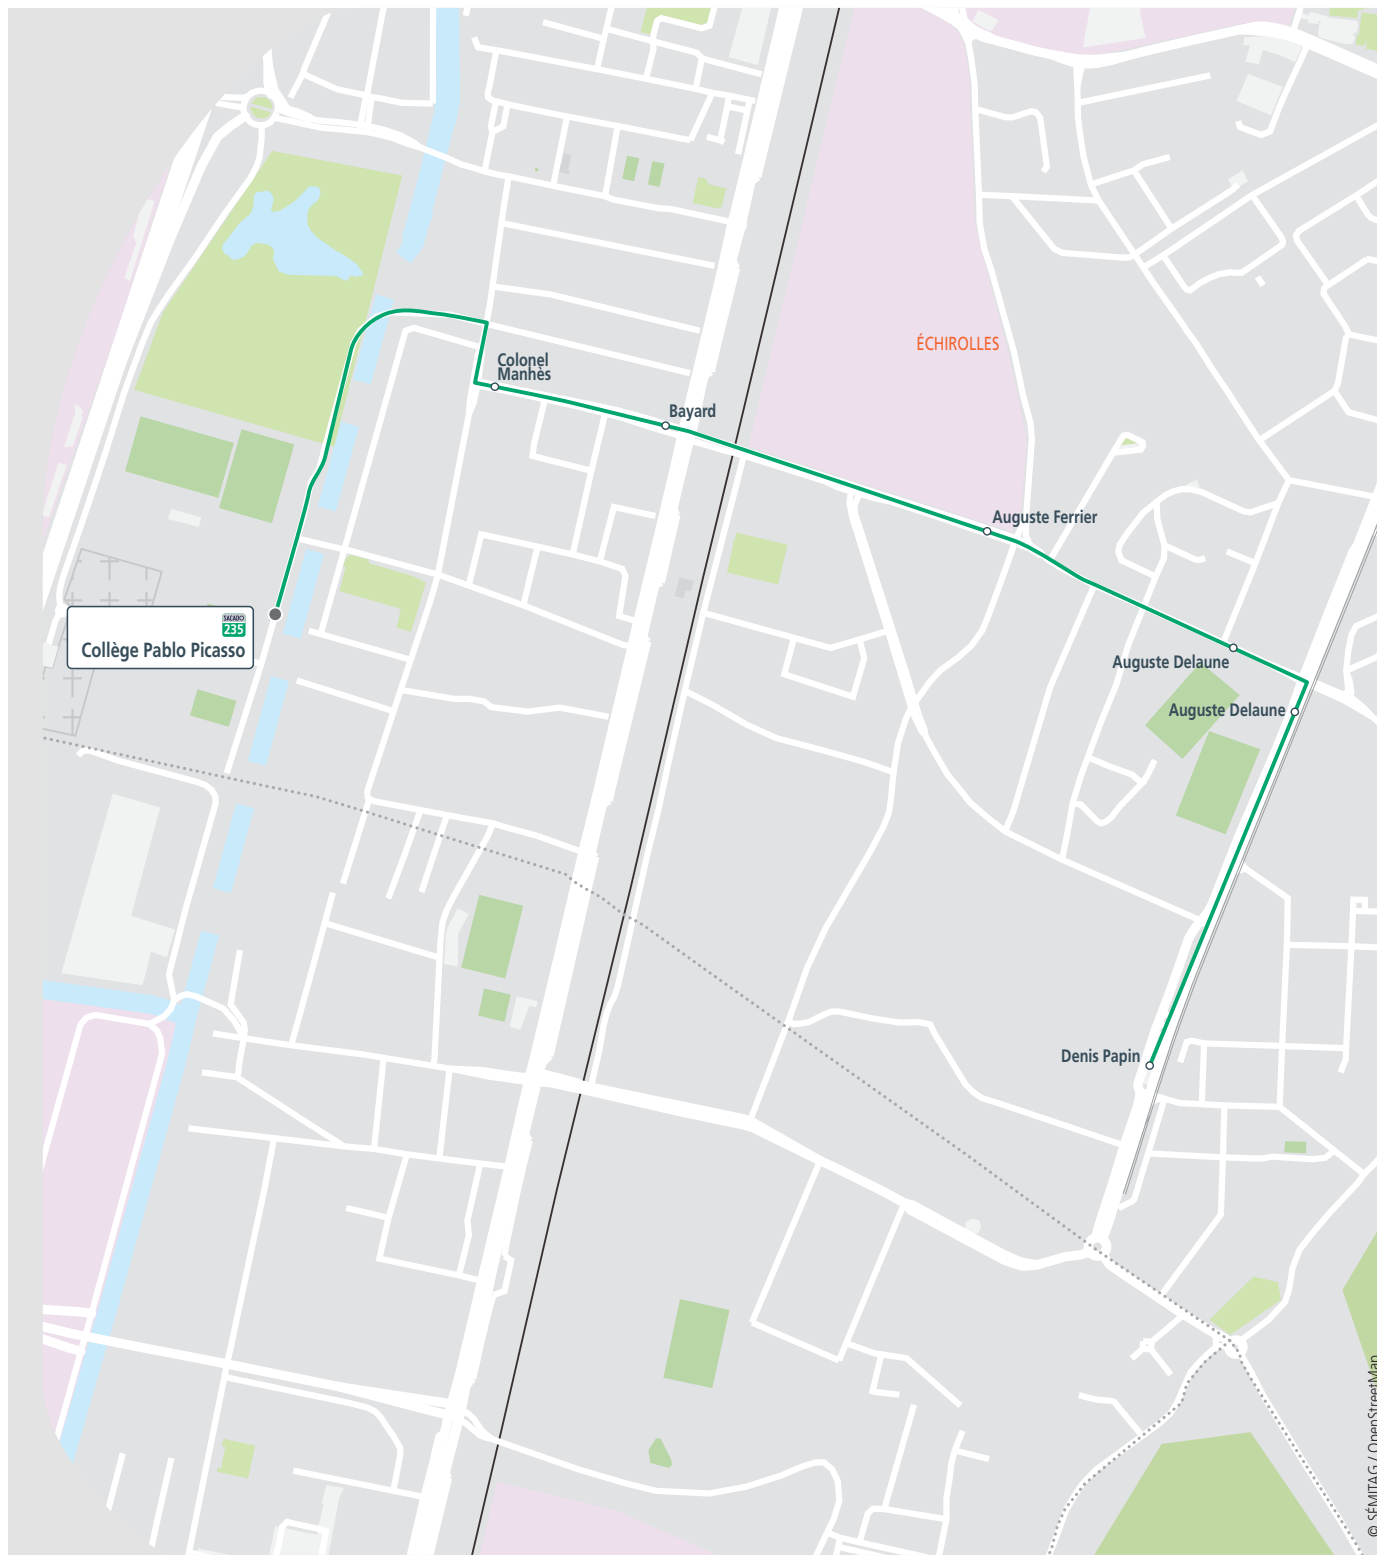 ÉCHIROLLES
Colonel
Manhès
Bayard
Auguste Ferrier
SACADO
235
Collège Pablo Picasso
Auguste Delaune
Auguste Delaune
Denis Papin
© SÉMITAG / OpenStreetMap